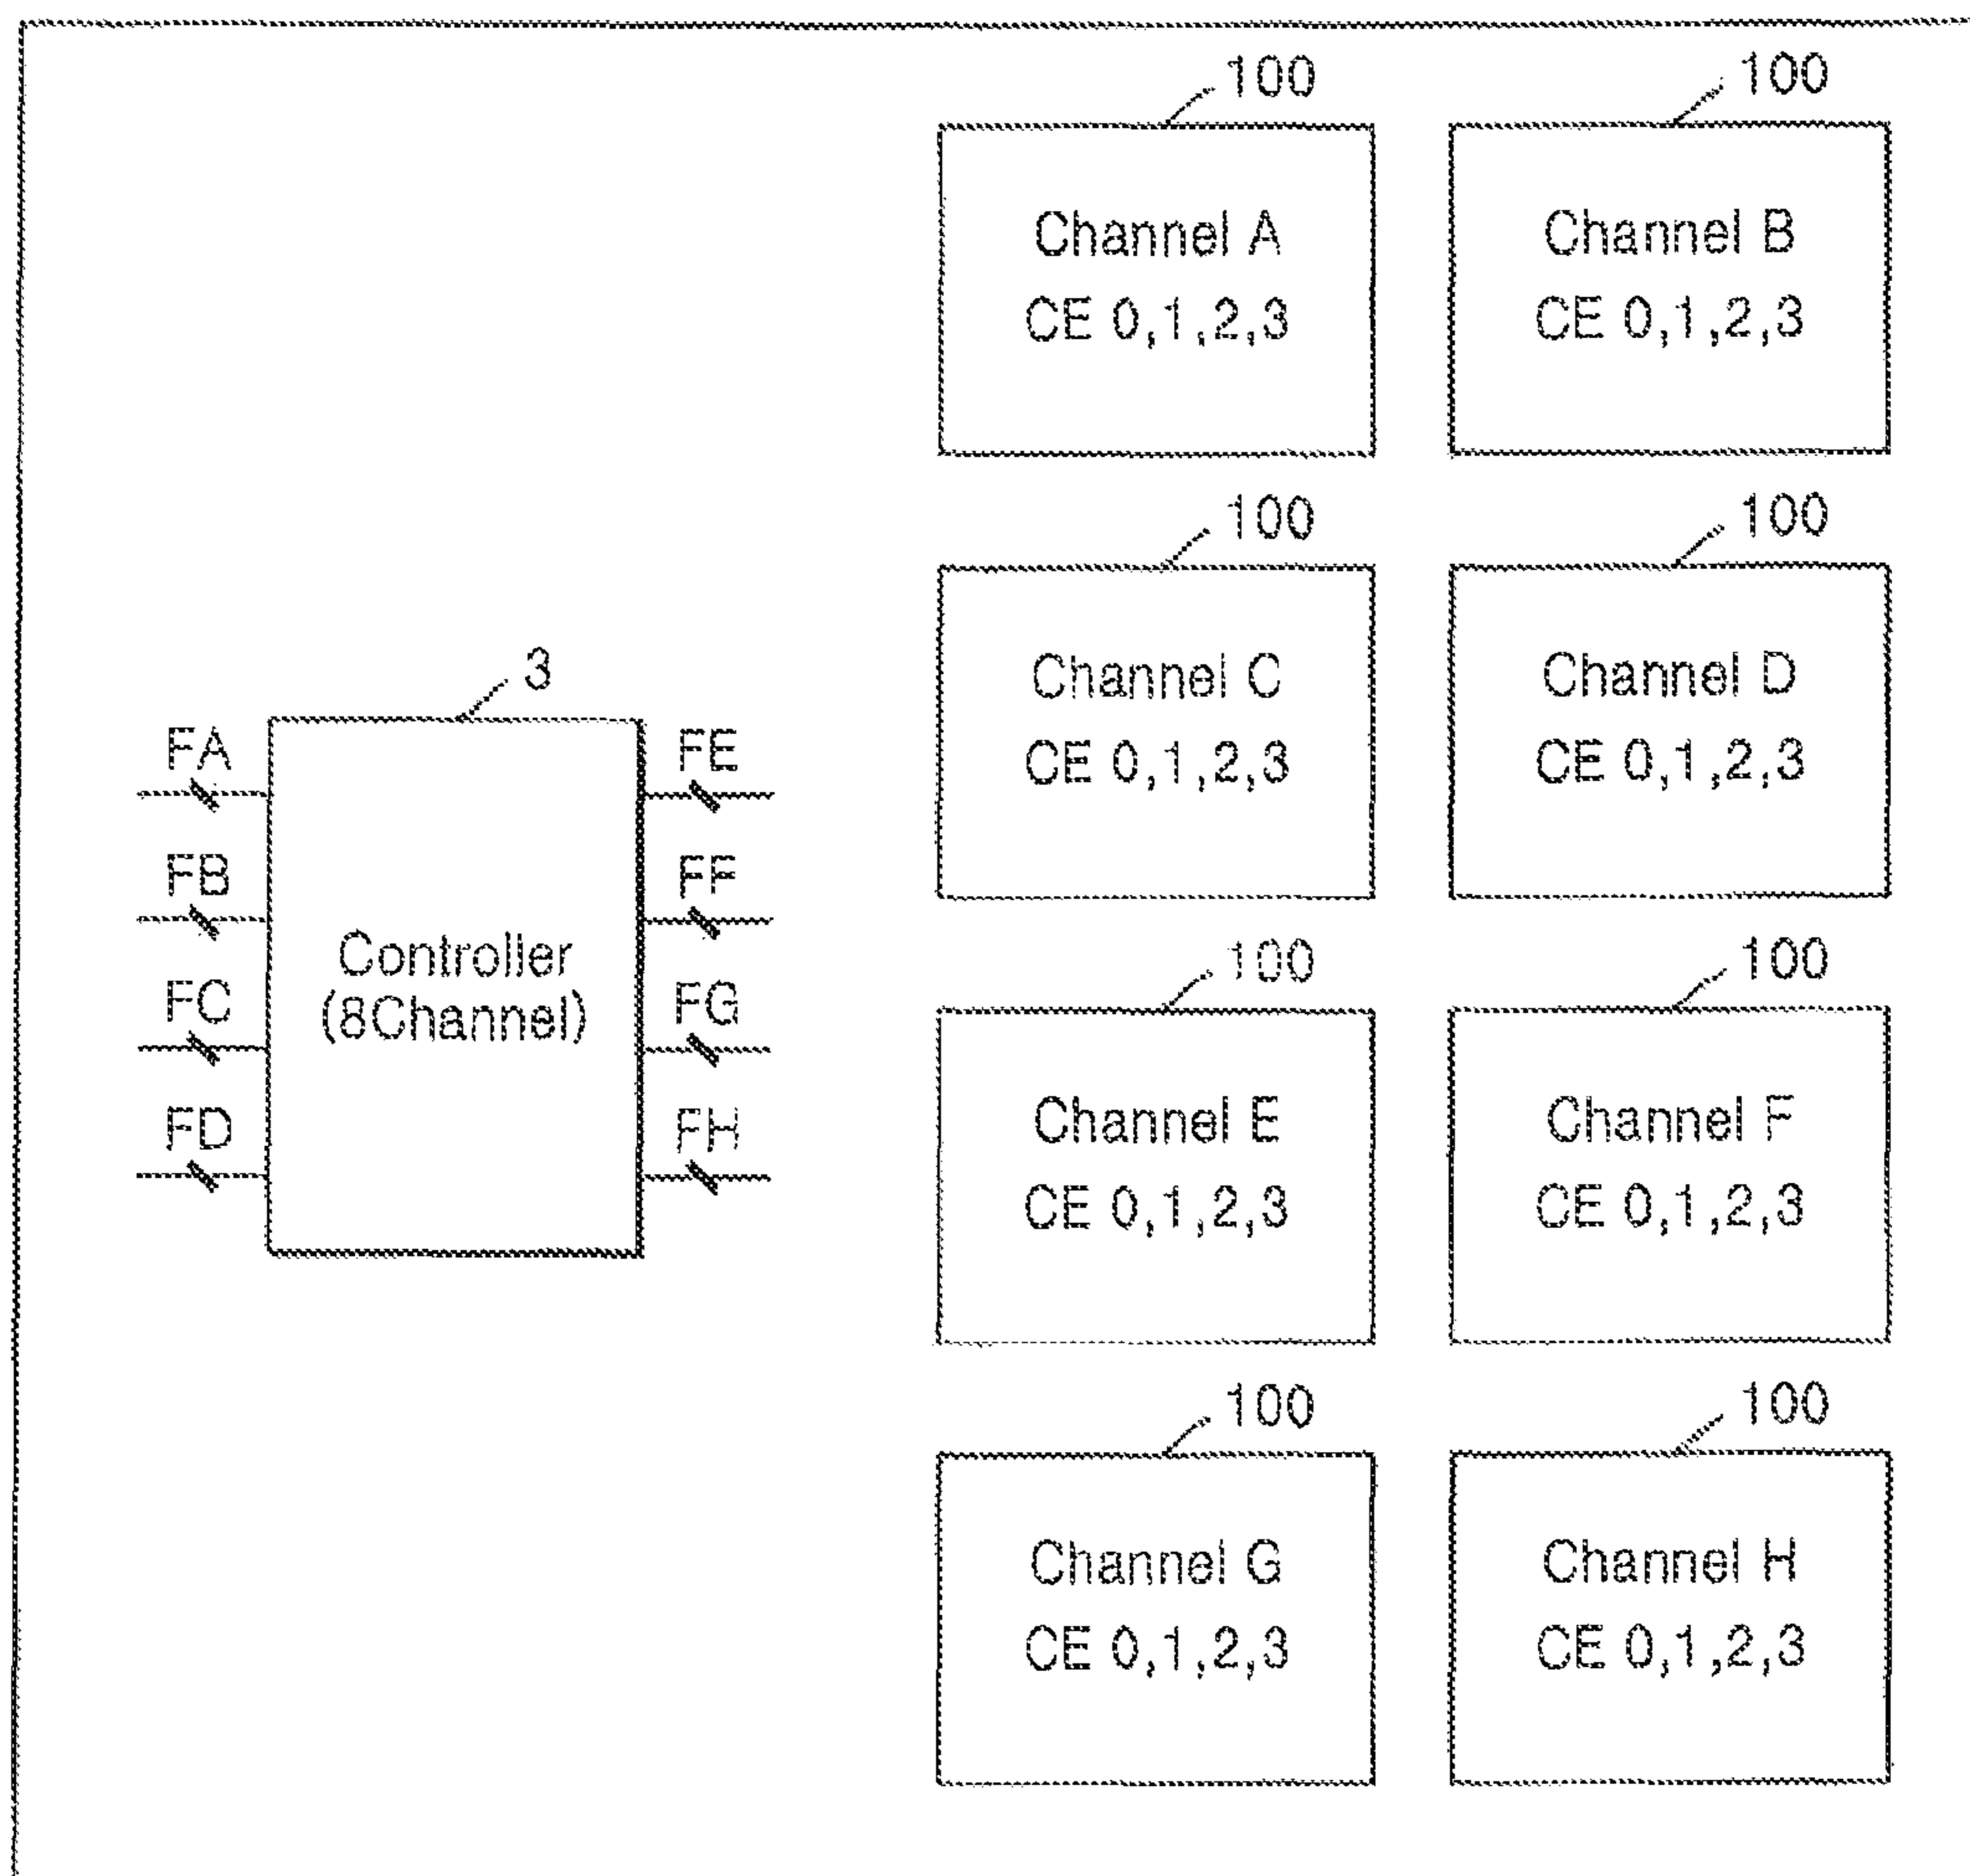 100
100
Channel A
CE 0,1,2,3
Channel B
CE 0,1,2,3
100
100
Channel C
CE 0,1,2,3
Channel D
CE 0,1,2,3
3
FA
FB
FC
FD
Controller
(8Channel)
FE
FF
FG
FH
100
100
Channel E
CE 0,1,2,3
Channel F
CE 0,1,2,3
100
100
Channel G
CE 0,1,2,3
Channel H
CE 0,1,2,3